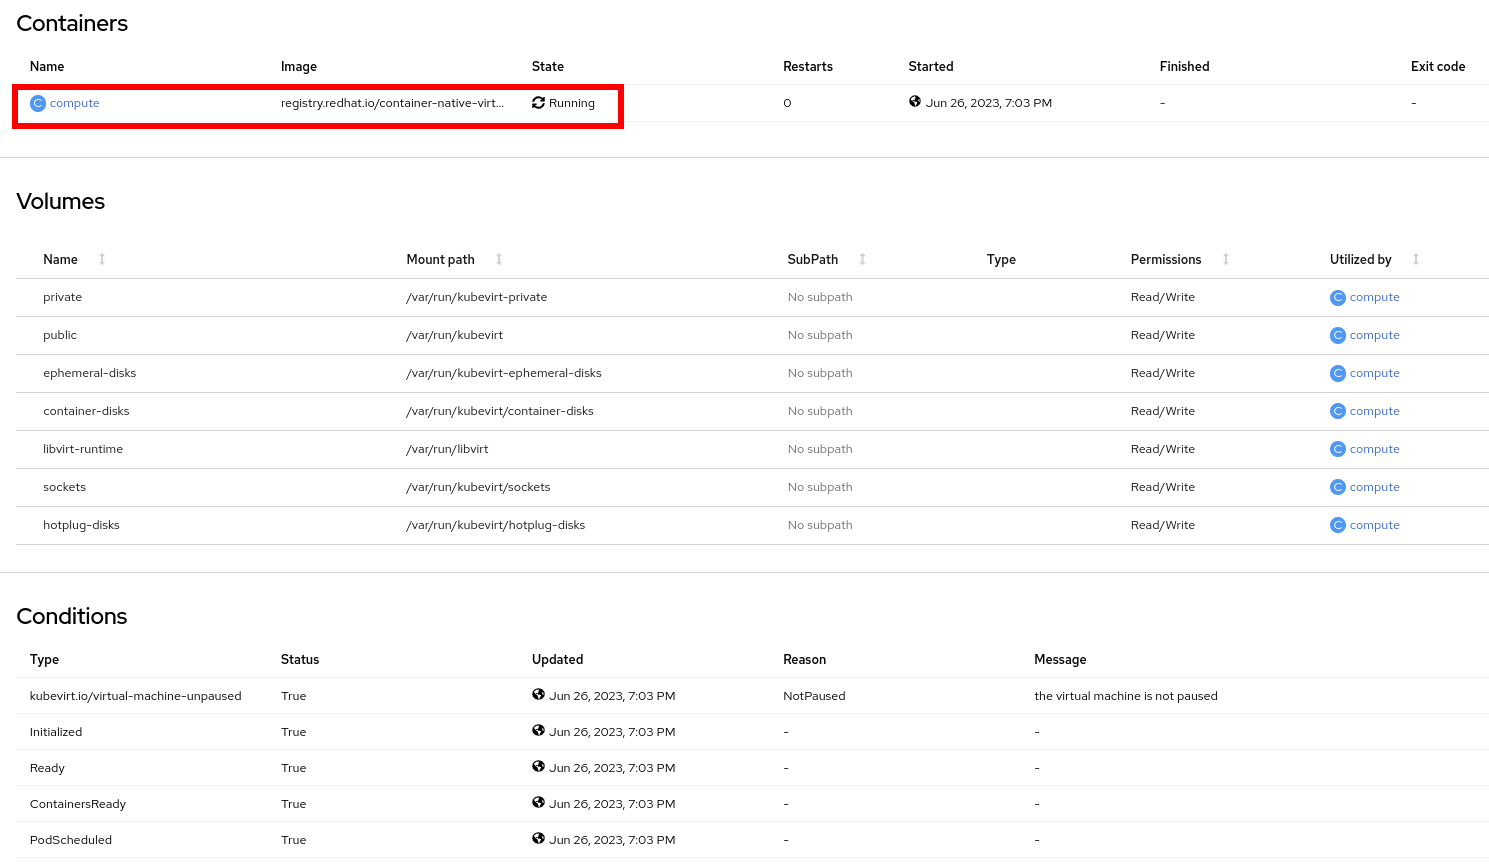 Containers
Name Image State Restarts Started Finished Exit code
C compute registry.redhat.io/container-native-virt... Running 0 Jun 26, 2023, 7:03 PM - -
Volumes
Name Mount path SubPath Type Permissions Utilized by
private /var/run/kubevirt-private No subpath Read/Write C compute
public /var/run/kubevirt No subpath Read/Write C compute
ephemeral-disks /var/run/kubevirt-ephemeral-disks No subpath Read/Write C compute
container-disks /var/run/kubevirt/container-disks No subpath Read/Write C compute
libvirt-runtime /var/run/libvirt No subpath Read/Write C compute
sockets /var/run/kubevirt/sockets No subpath Read/Write C compute
hotplug-disks /var/run/kubevirt/hotplug-disks No subpath Read/Write C compute
Conditions
Type Status Updated Reason Message
kubevirt.io/virtual-machine-unpaused True Jun 26, 2023, 7:03 PM NotPaused the virtual machine is not paused
Initialized True Jun 26, 2023, 7:03 PM - -
Ready True Jun 26, 2023, 7:03 PM - -
ContainersReady True Jun 26, 2023, 7:03 PM - -
PodScheduled True Jun 26, 2023, 7:03 PM - -